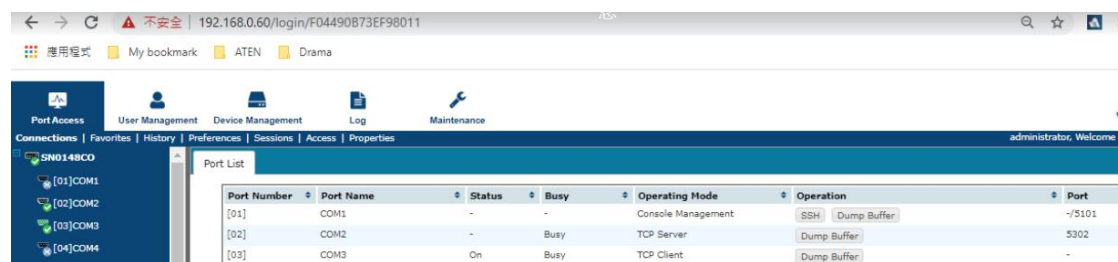 不安全 | 192.168.0.60/login/F04490B73EF98011
應用程式 My bookmark ATEN Drama
Port Access User Management Device Management Log Maintenance
Connections | Favorites | History | Preferences | Sessions | Access | Properties administrator, Welcome
SN0148CO
[01]COM1
[02]COM2
[03]COM3
[04]COM4
Port List
Port Number Port Name Status Busy Operating Mode Operation Port
[01] COM1 - - Console Management SSH Dump Buffer -/5101
[02] COM2 - Busy TCP Server Dump Buffer 5302
[03] COM3 On Busy TCP Client Dump Buffer -